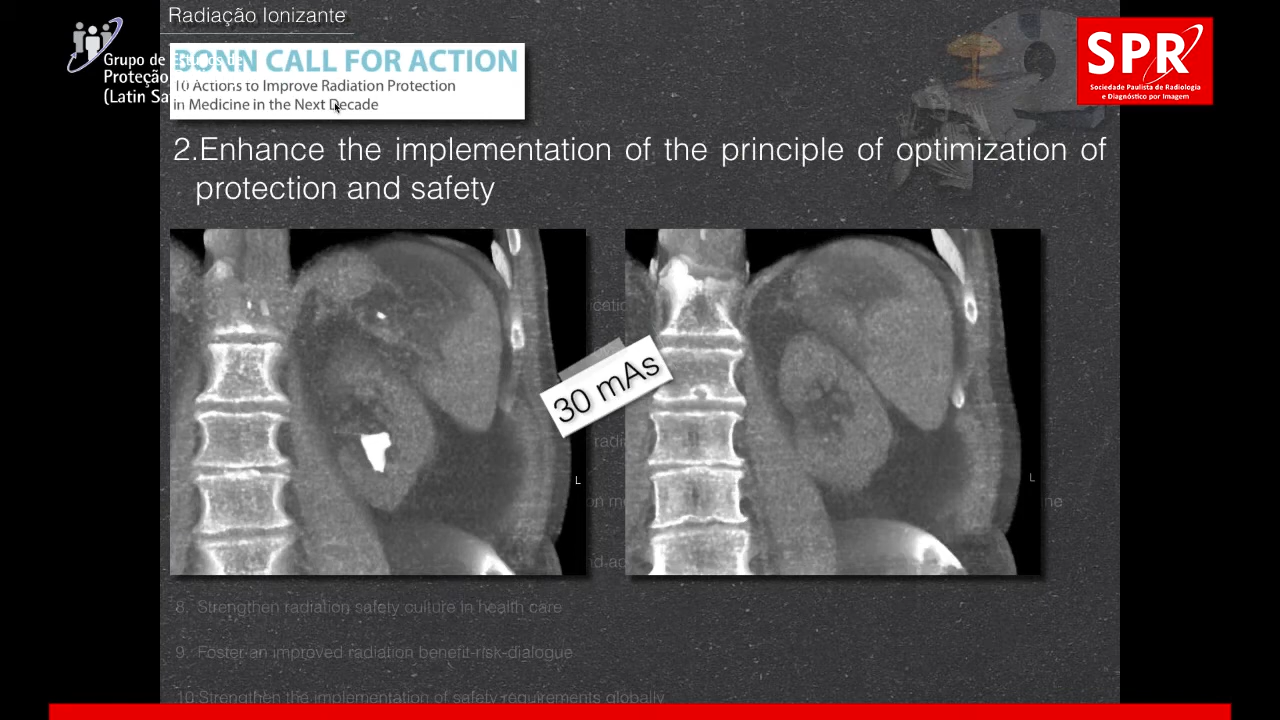 Radiação Ionizante
Grupo de Estudos de
Proteção
(Latin Sa
BONN CALL FOR ACTION
10 Actions to Improve Radiation Protection
in Medicine in the Next Decade
SPR
Sociedade Paulista de Radiologia
e Diagnóstico por Imagem
2.Enhance the implementation of the principle of optimization of
protection and safety
30 mAs
L
L
8. Strengthen radiation safety culture in health care
9. Foster an improved radiation benefit-risk-dialogue
10.Strengthen the implementation of safety requirements globally